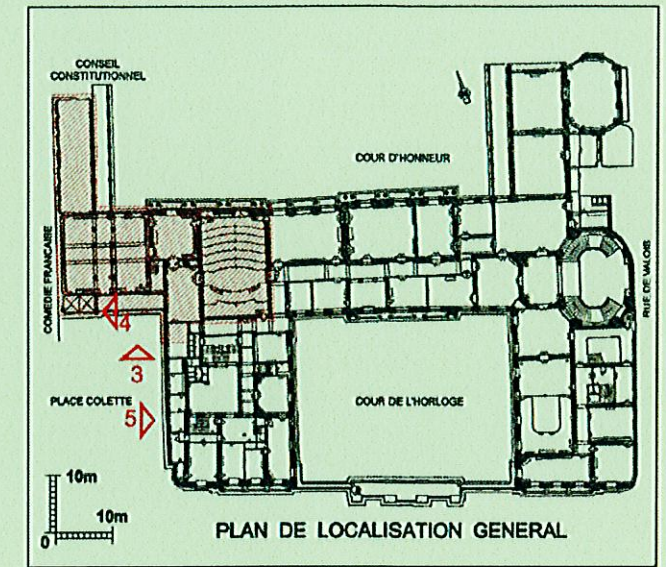 CONSEIL
CONSTITUTIONNEL
COUR D'HONNEUR
COMEDIE FRANCAISE
RUE DE VALOIS
4
3
PLACE COLETTE
5
COUR DE L'HORLOGE
10m
10m
0
PLAN DE LOCALISATION GENERAL